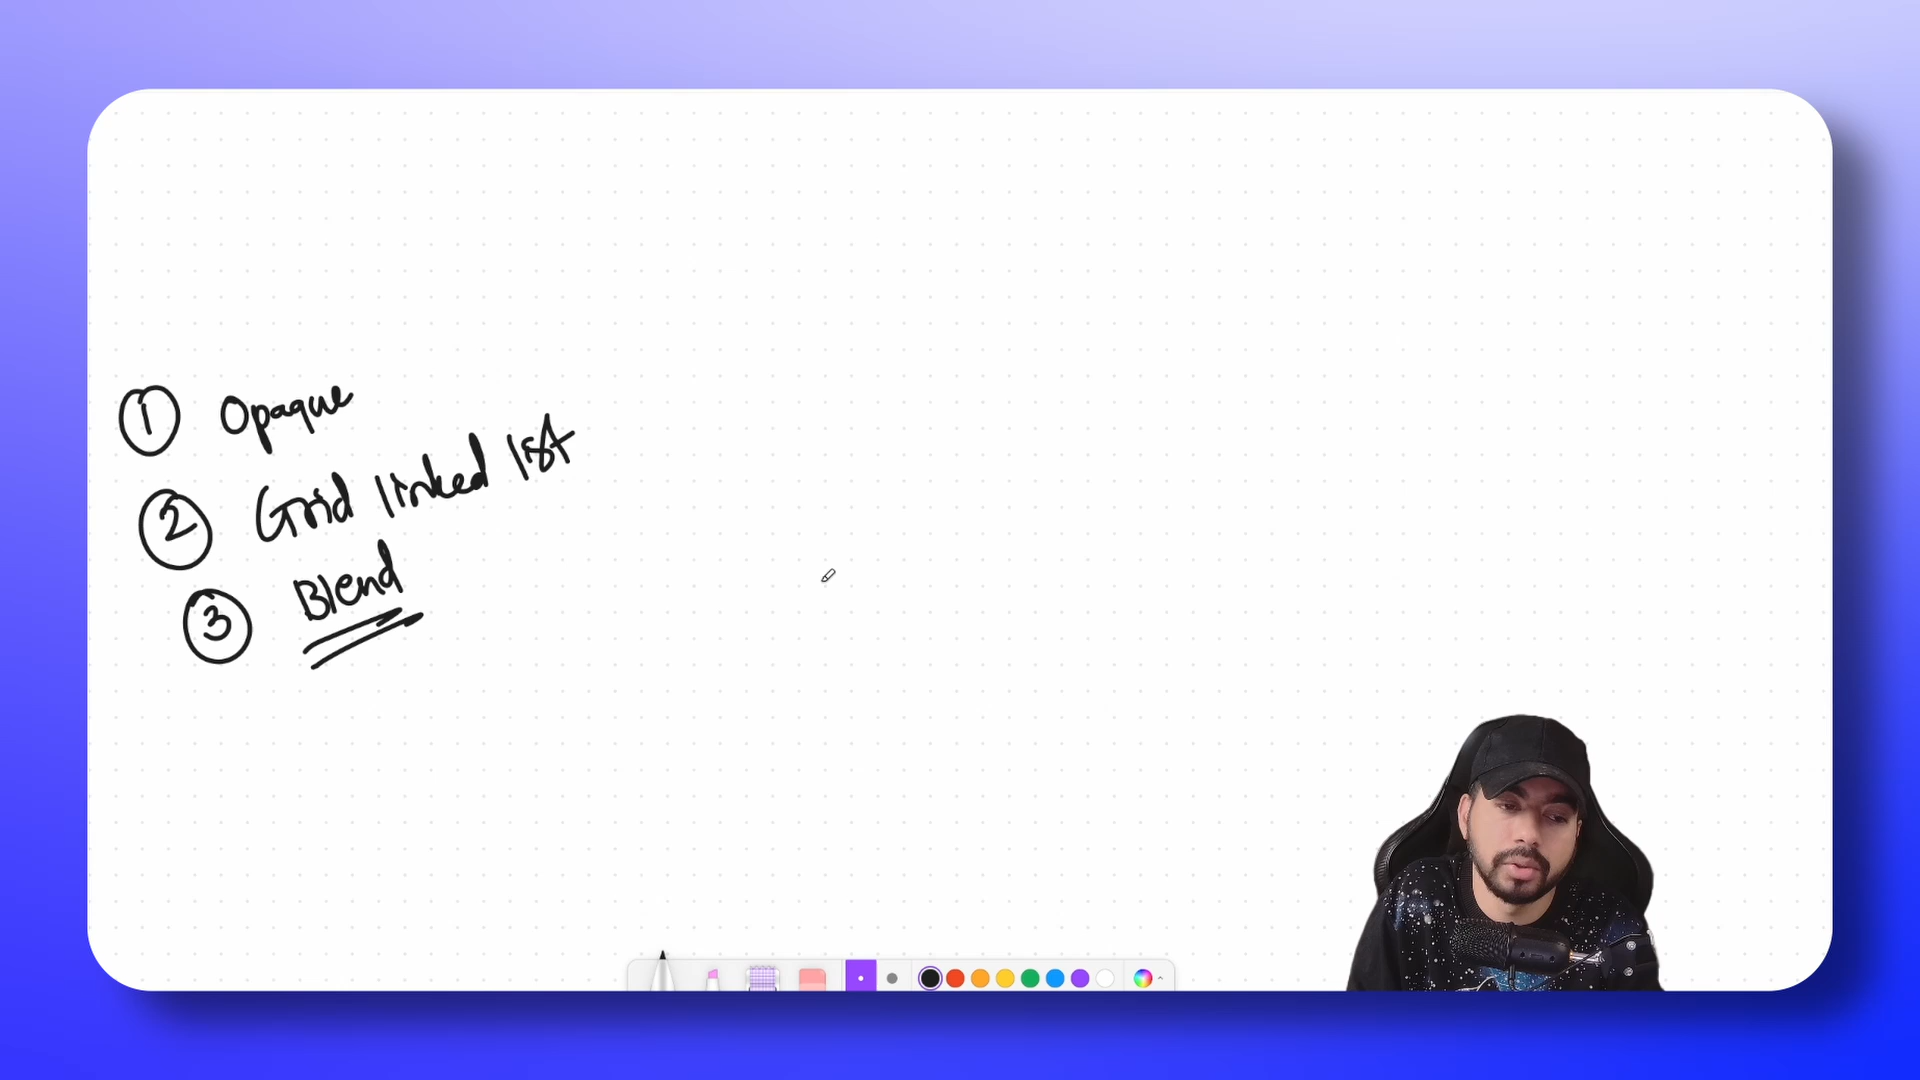 ① Opaque
② Grid linked list
③ Blend